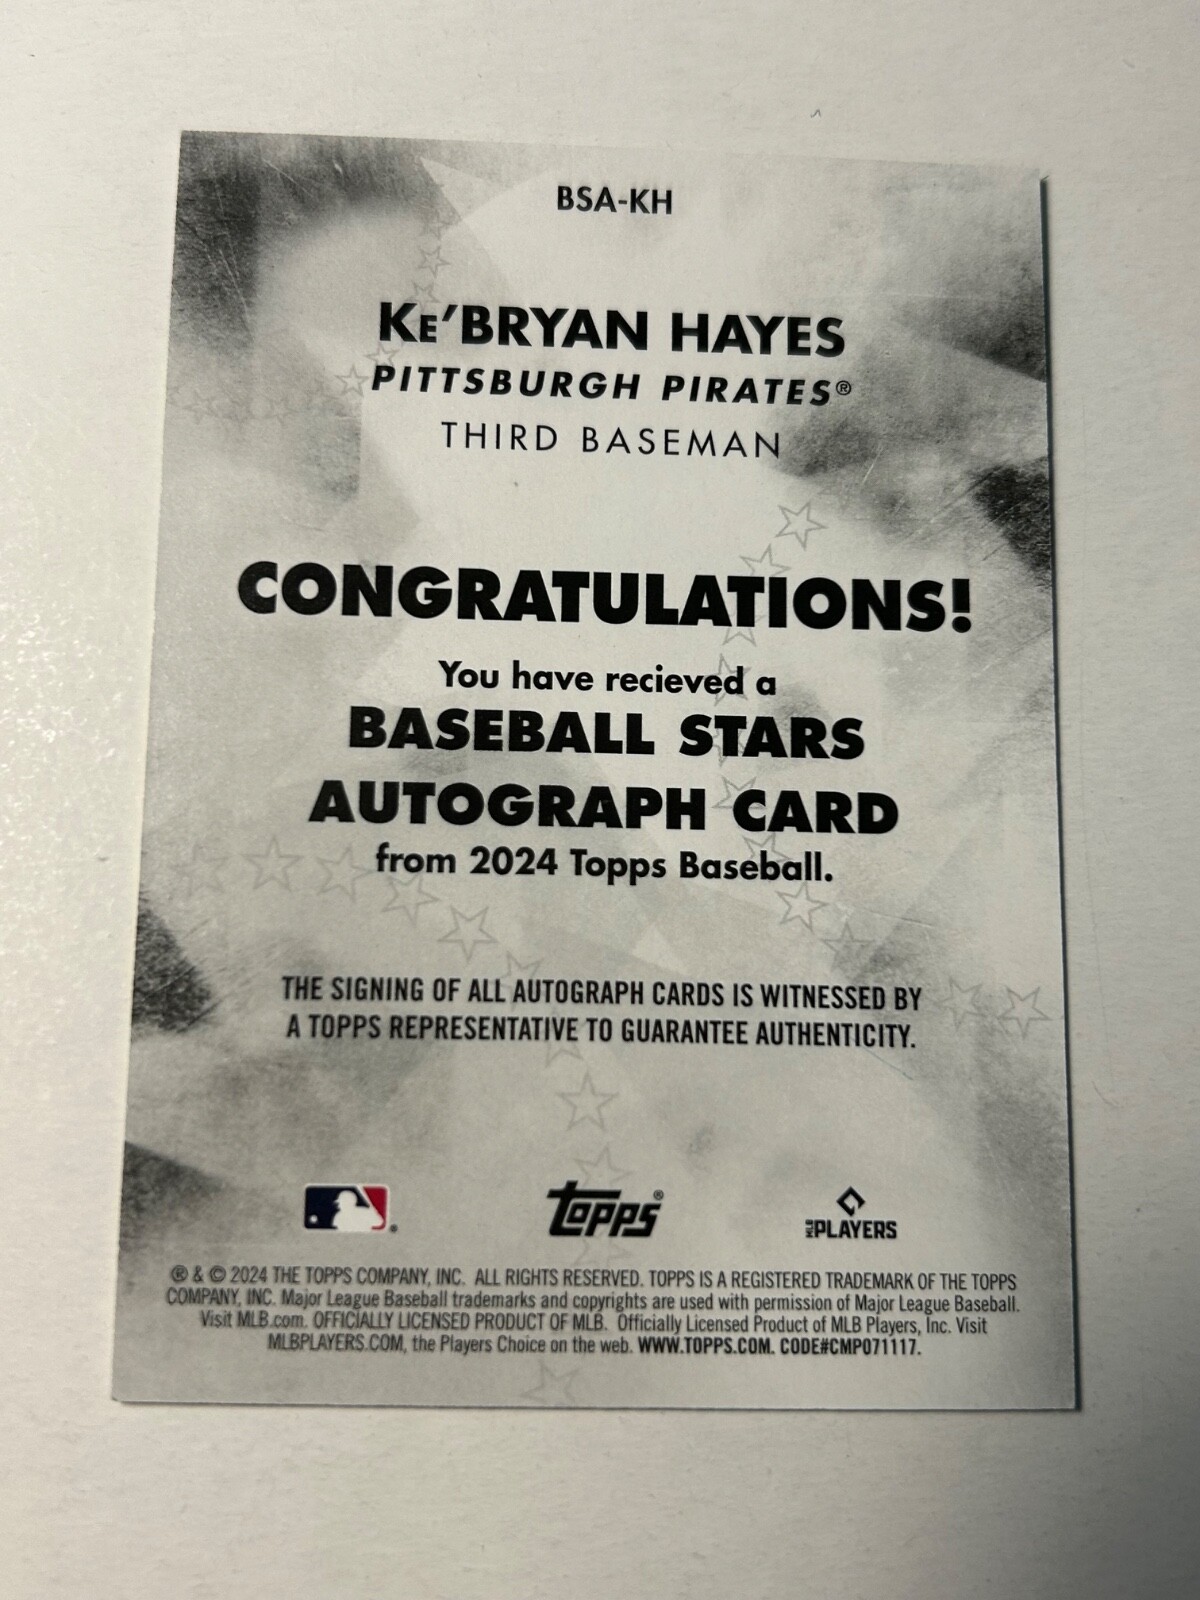 BSA-KH
KE'BRYAN HAYES
PITTSBURGH PIRATES®
THIRD BASEMAN
CONGRATULATIONS!
You have recieved a
BASEBALL STARS
AUTOGRAPH CARD
from 2024 Topps Baseball.
THE SIGNING OF ALL AUTOGRAPH CARDS IS WITNESSED BY
A TOPPS REPRESENTATIVE TO GUARANTEE AUTHENTICITY.
Topps®
MLB PLAYERS
® & © 2024 THE TOPPS COMPANY, INC. ALL RIGHTS RESERVED. TOPPS IS A REGISTERED TRADEMARK OF THE TOPPS
COMPANY, INC. Major League Baseball trademarks and copyrights are used with permission of Major League Baseball.
Visit MLB.com. OFFICIALLY LICENSED PRODUCT OF MLB. Officially Licensed Product of MLB Players, Inc. Visit
MLBPLAYERS.COM, the Players Choice on the web. WWW.TOPPS.COM. CODE#CMP071117.